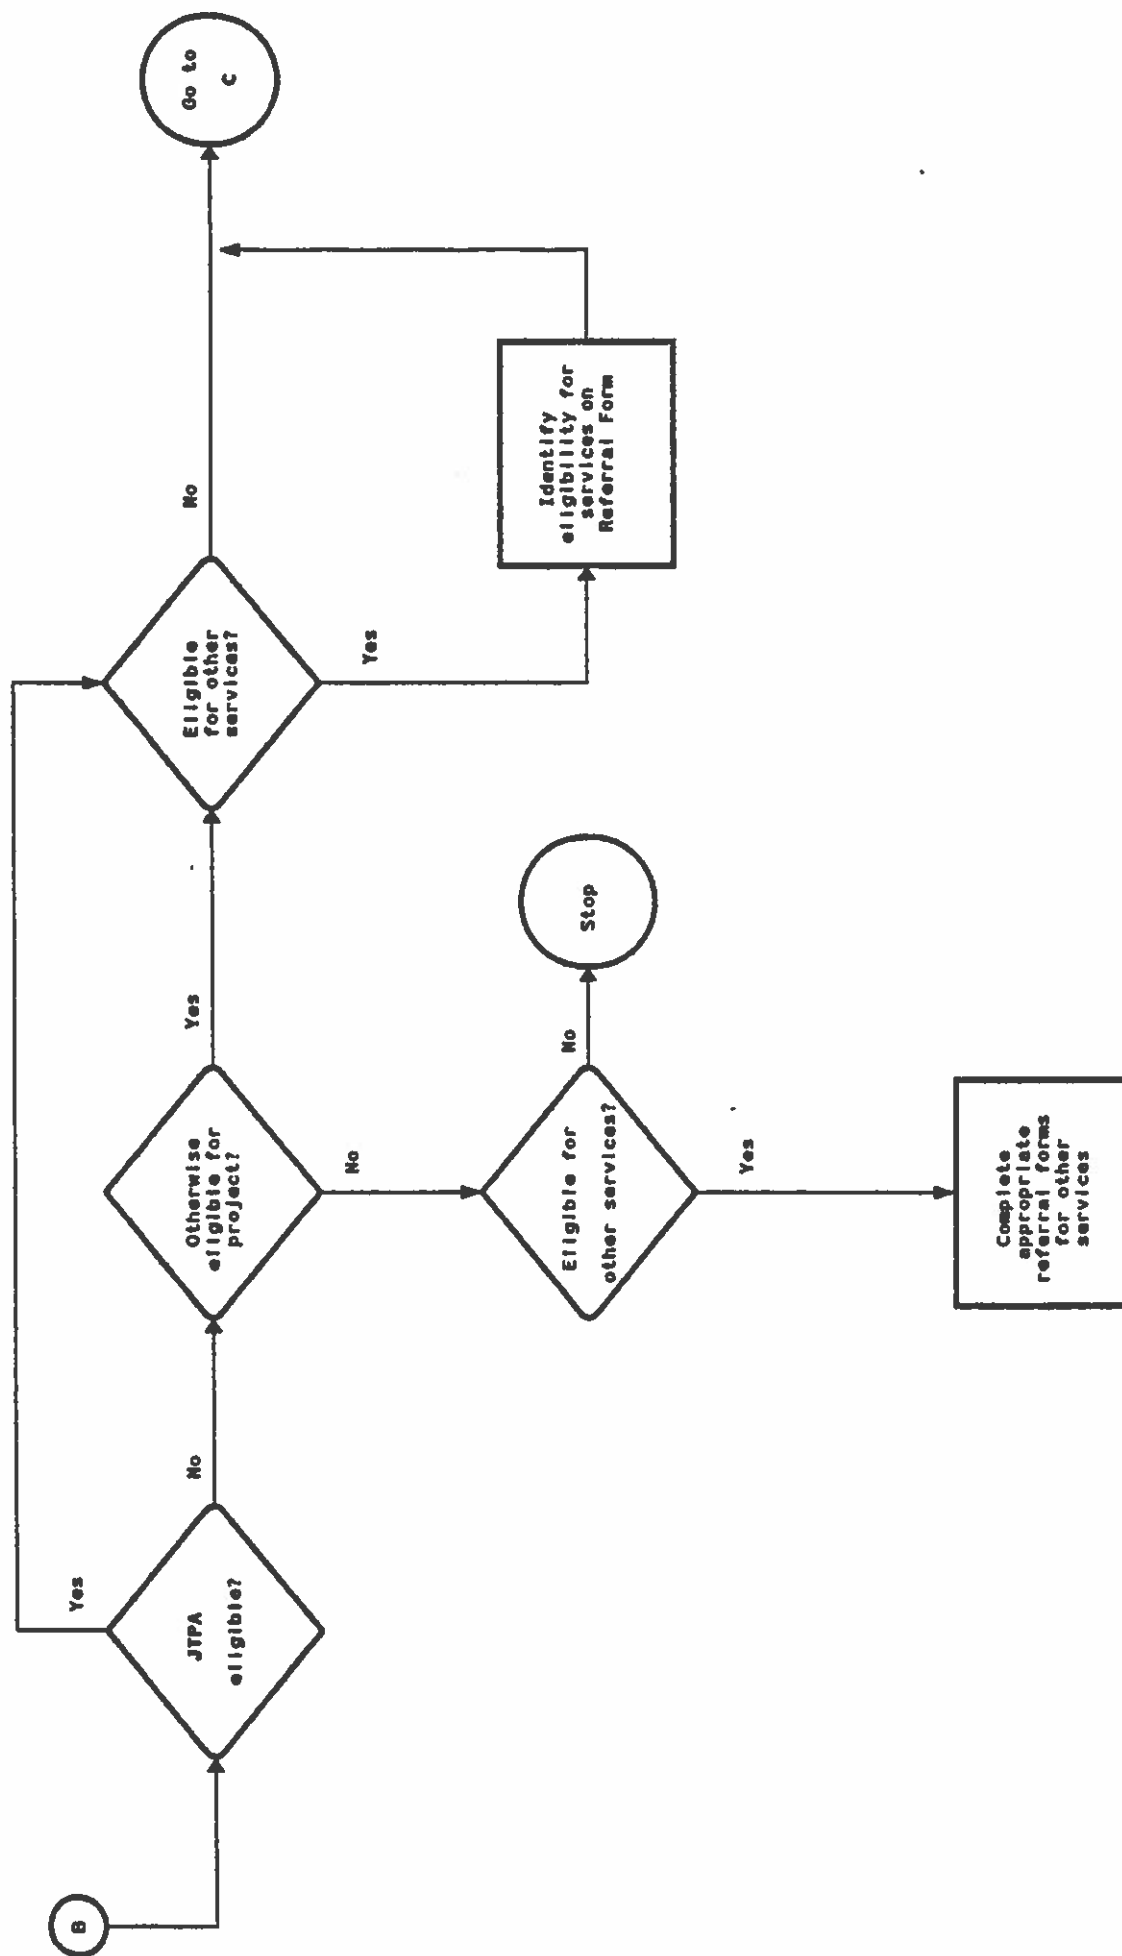 B
JTPA
eligible?
Yes
No
Otherwise
eligible for
project?
Yes
No
Eligible
for other
services?
No
Yes
Go to
C
Eligible for
other services?
No
Yes
Stop
Identify
eligibility for
services on
Referral Form
Complete
appropriate
referral forms
for other
services